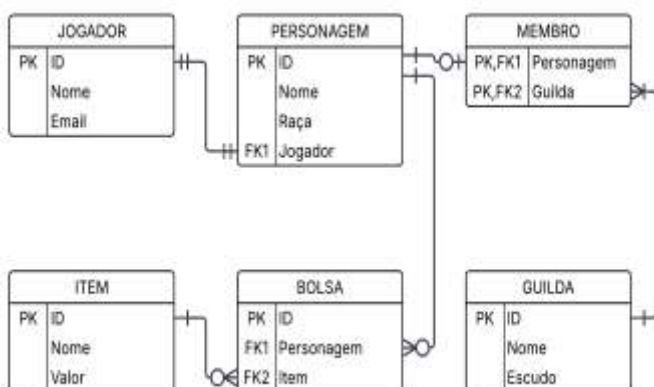 JOGADOR
PK ID
Nome
Email
PERSONAGEM
PK ID
Nome
Raça
FK1 Jogador
MEMBRO
PK,FK1 Personagem
PK,FK2 Guilda
ITEM
PK ID
Nome
Valor
BOLSA
PK ID
FK1 Personagem
FK2 Item
GUILDA
PK ID
Nome
Escudo